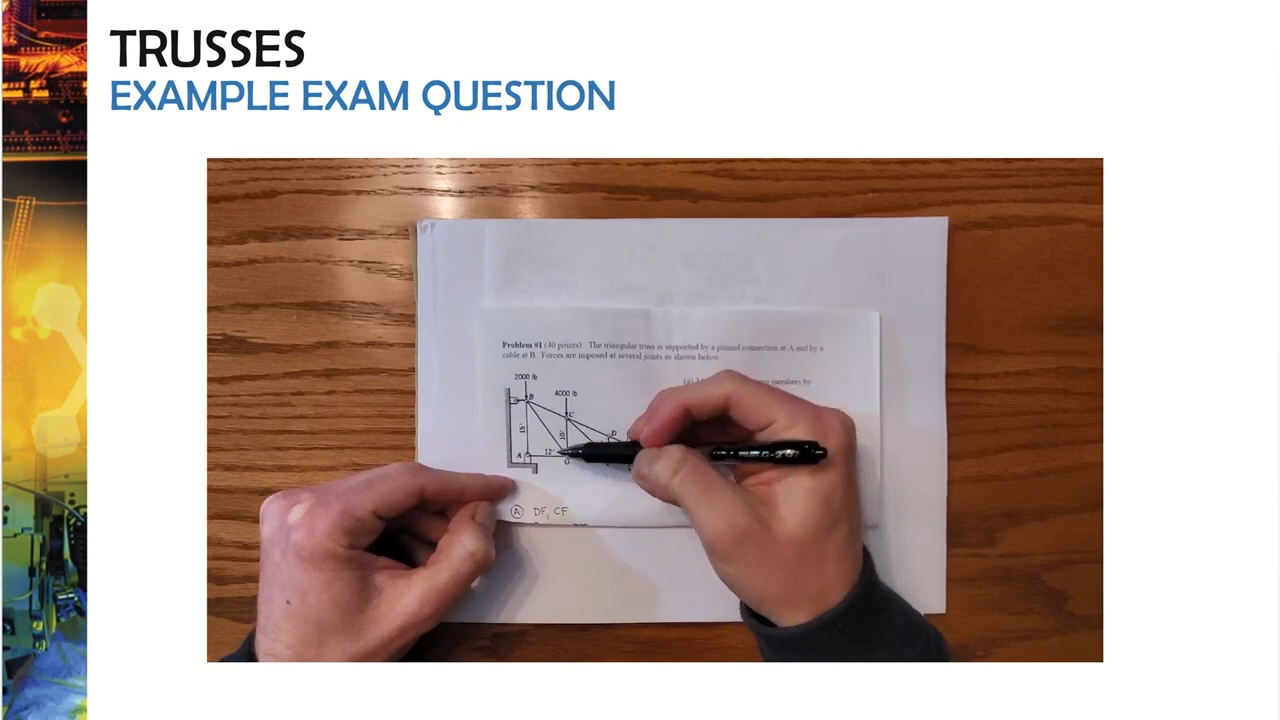 TRUSSES
EXAMPLE EXAM QUESTION
Problem #1 (40 points): The triangular truss is supported by a pinned connection at A and by a
cable at B. Forces are imposed at several joints as shown below.
members by
2000 lb
4000 lb
B
C
D
15'
10'
A
12'
G
Ⓐ DF, CF